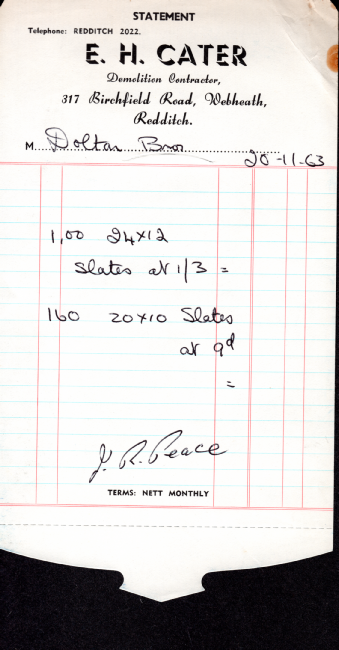 STATEMENT
Telephone: REDDITCH 2022.
E. H. CATER
Demolition Contractor,
317 Birchfield Road, Webheath,
Redditch.
M. Dolton Bros
20-11-63
1,00 24x12
Slates at 1/3 =
160 20x10 Slates
at 9d
=
J. R. Peace
TERMS: NETT MONTHLY